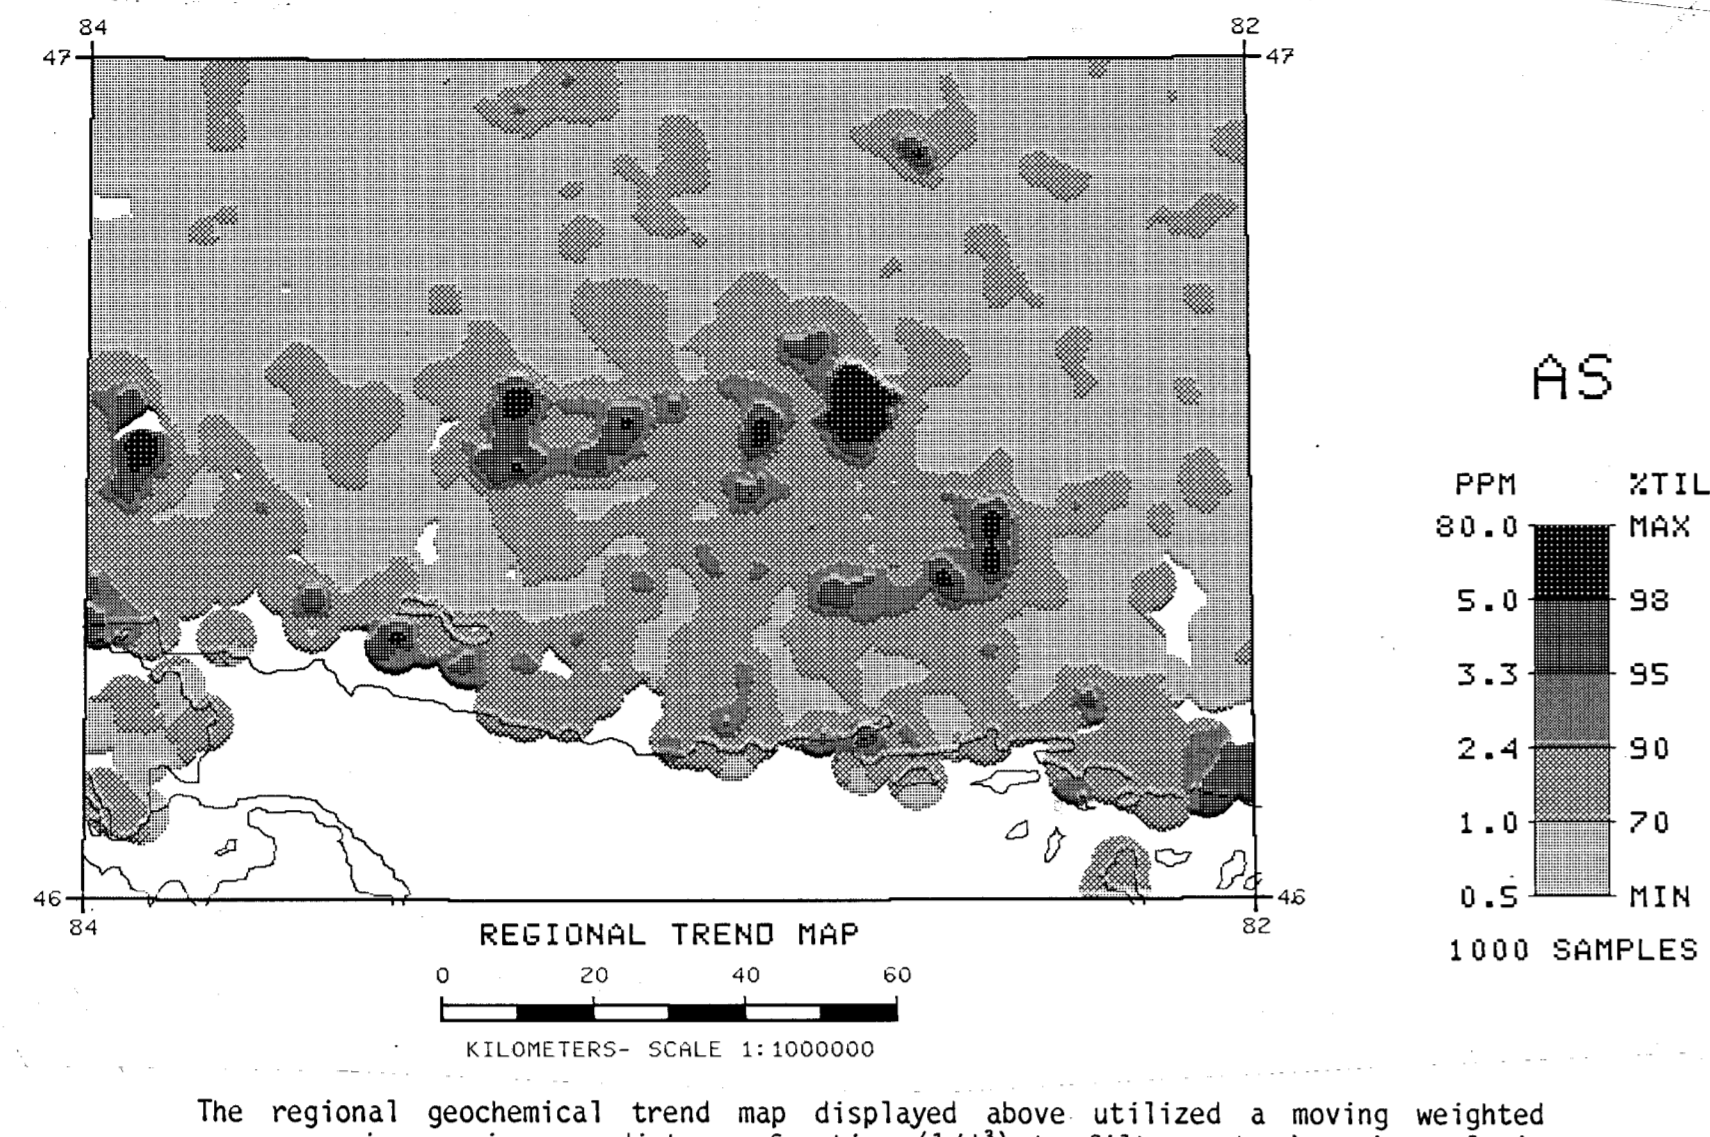 84 82
47 47
AS
PPM %TIL
80.0 MAX
5.0 98
3.3 95
2.4 90
1.0 70
0.5 MIN
1000 SAMPLES
46 46
84 82
REGIONAL TREND MAP
0 20 40 60
KILOMETERS- SCALE 1:1000000
The regional geochemical trend map displayed above utilized a moving weighted